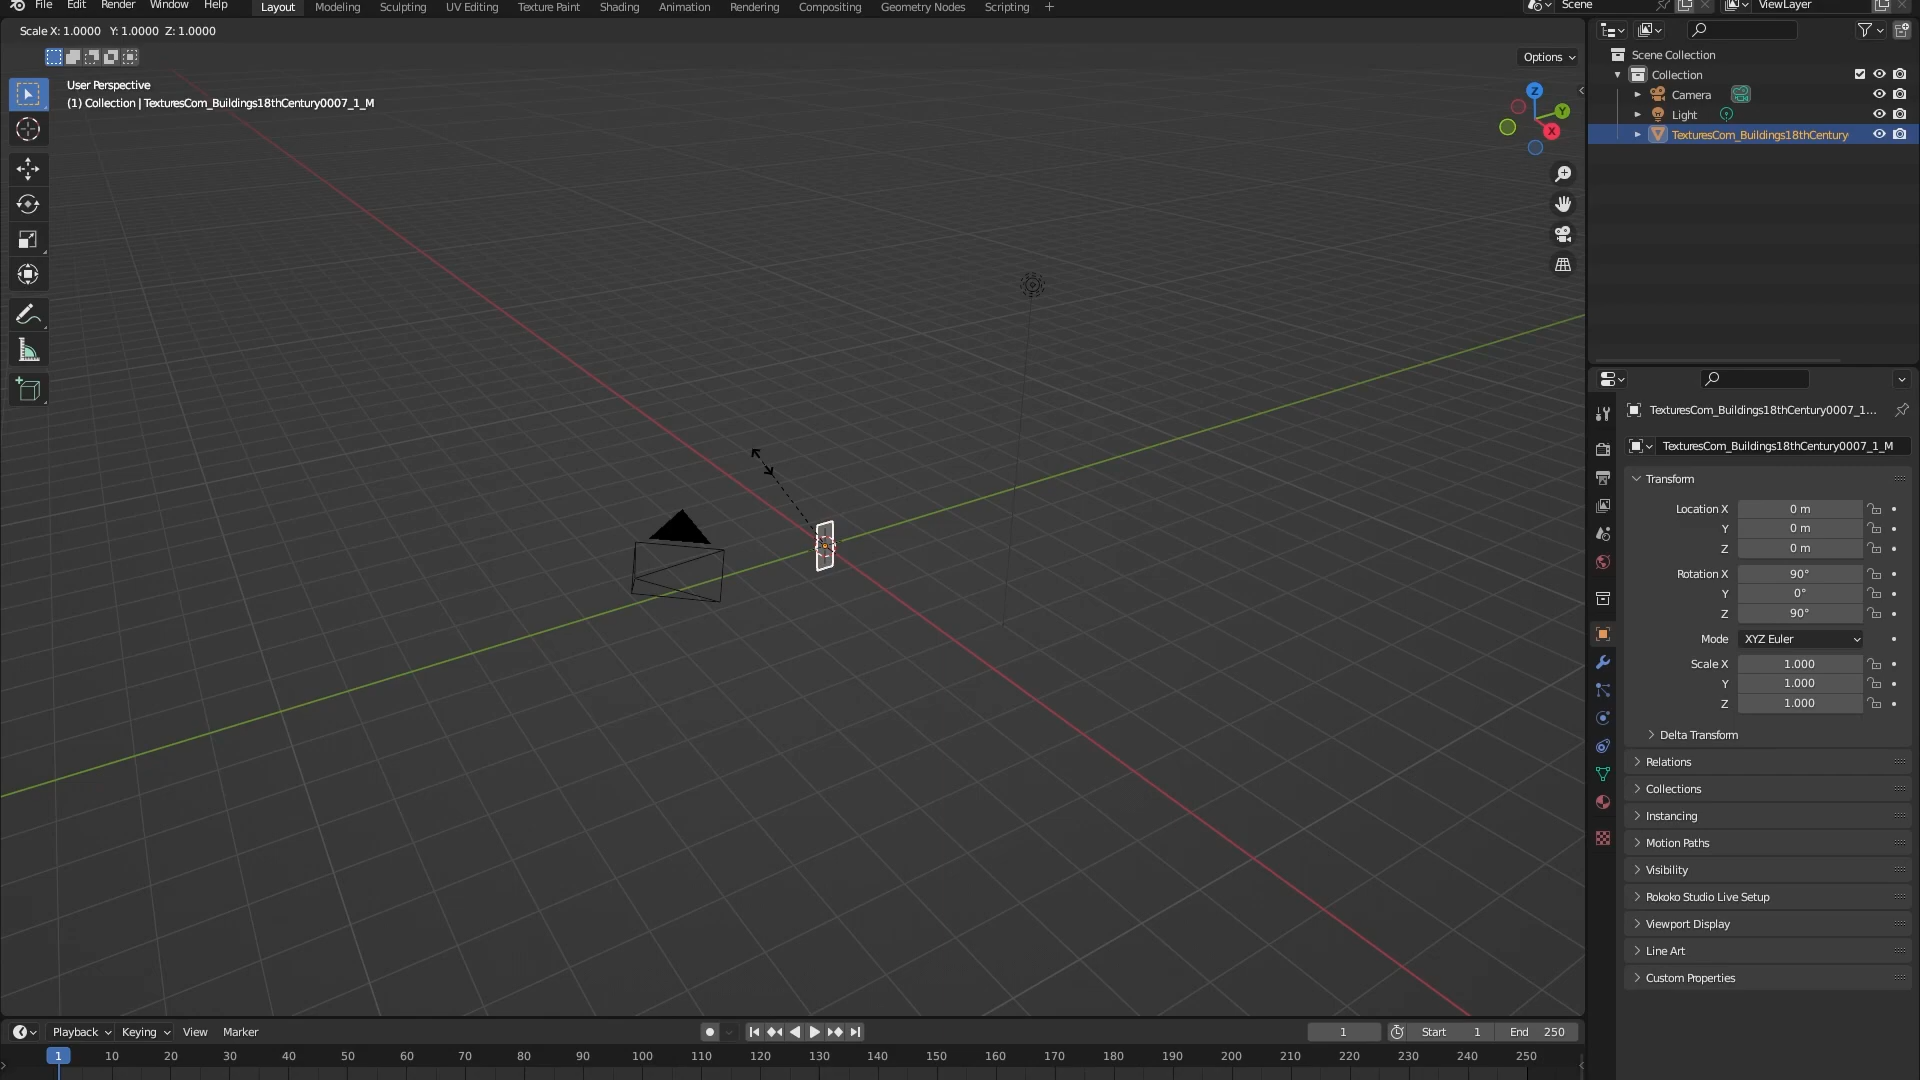 File Edit Render Window Help Layout Modeling Sculpting UV Editing Texture Paint Shading Animation Rendering Compositing Geometry Nodes Scripting + Scene ViewLayer
Scale X: 1.0000 Y: 1.0000 Z: 1.0000
Options
User Perspective
(1) Collection | TexturesCom_Buildings18thCentury0007_1_M
Z
Y
X
Scene Collection
Collection
Camera
Light
TexturesCom_Buildings18thCentury
TexturesCom_Buildings18thCentury0007_1...
TexturesCom_Buildings18thCentury0007_1_M
Transform
Location X 0 m
Y 0 m
Z 0 m
Rotation X 90°
Y 0°
Z 90°
Mode XYZ Euler
Scale X 1.000
Y 1.000
Z 1.000
Delta Transform
Relations
Collections
Instancing
Motion Paths
Visibility
Rokoko Studio Live Setup
Viewport Display
Line Art
Custom Properties
Playback Keying View Marker 1 Start 1 End 250
1 10 20 30 40 50 60 70 80 90 100 110 120 130 140 150 160 170 180 190 200 210 220 230 240 250